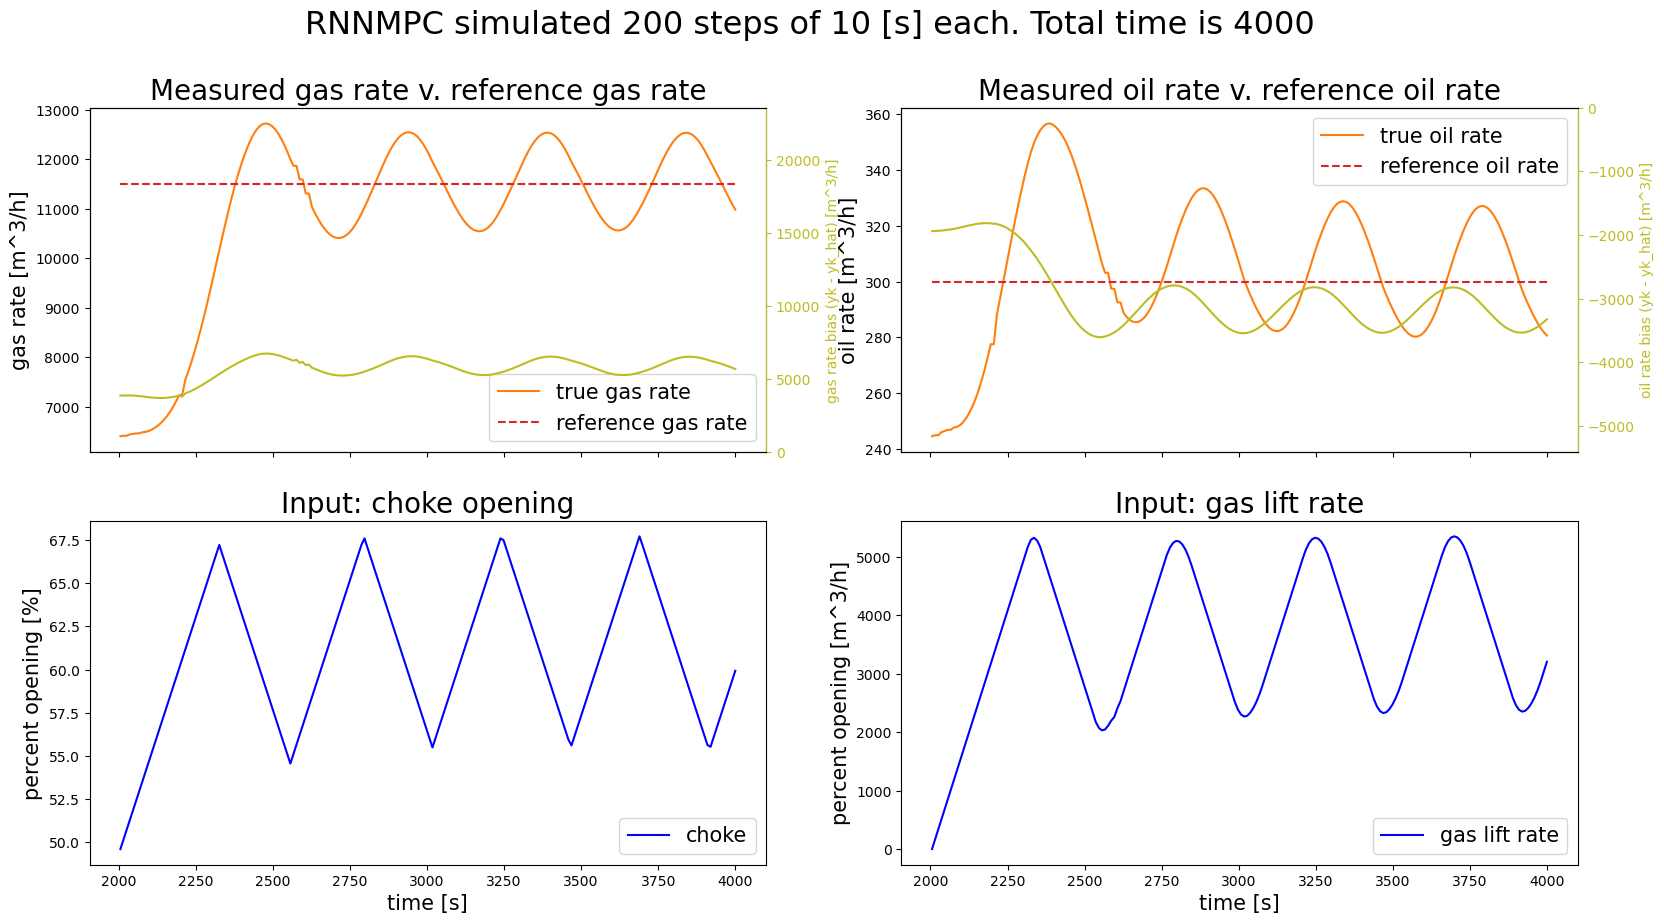 RNNMPC simulated 200 steps of 10 [s] each. Total time is 4000
Measured gas rate v. reference gas rate
13000
12000
11000
10000
9000
8000
7000
gas rate [m^3/h]
20000
15000
10000
5000
0
gas rate bias (yk - yk_hat) [m^3/h]
true gas rate
reference gas rate
Measured oil rate v. reference oil rate
360
340
320
300
280
260
240
oil rate [m^3/h]
0
−1000
−2000
−3000
−4000
−5000
oil rate bias (yk - yk_hat) [m^3/h]
true oil rate
reference oil rate
Input: choke opening
67.5
65.0
62.5
60.0
57.5
55.0
52.5
50.0
percent opening [%]
choke
2000 2250 2500 2750 3000 3250 3500 3750 4000
time [s]
Input: gas lift rate
5000
4000
3000
2000
1000
0
percent opening [m^3/h]
gas lift rate
2000 2250 2500 2750 3000 3250 3500 3750 4000
time [s]